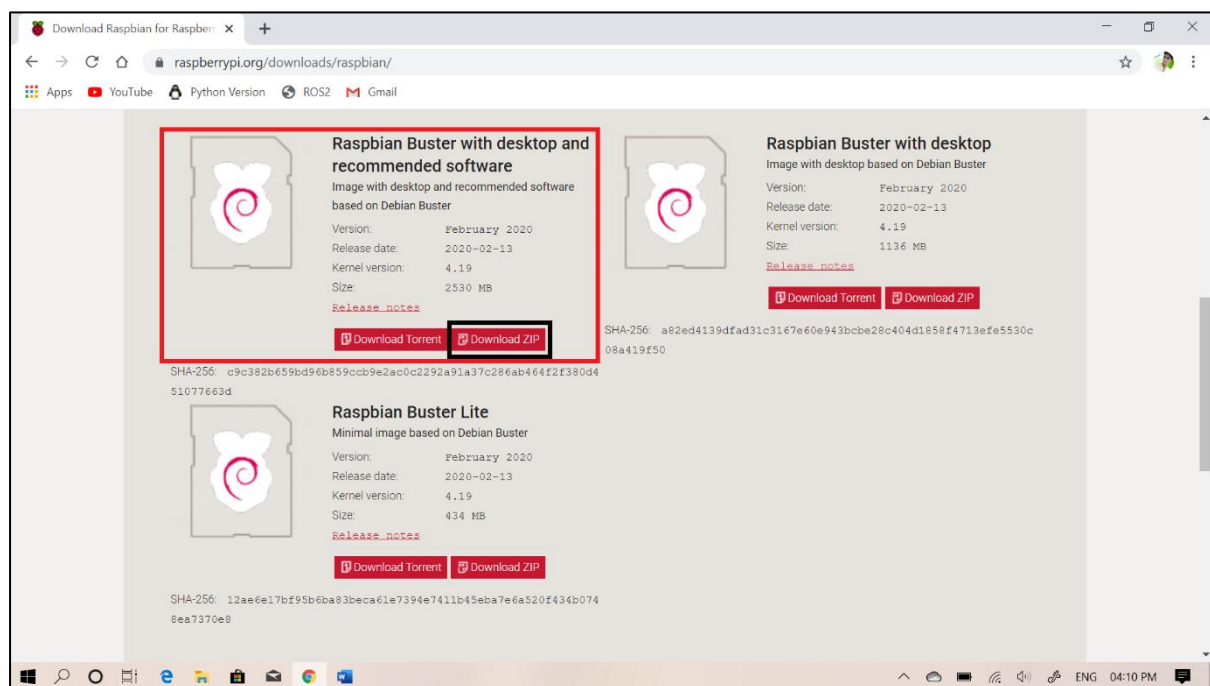 Download Raspbian for Raspber
raspberrypi.org/downloads/raspbian/
Apps YouTube Python Version ROS2 Gmail
Raspbian Buster with desktop and
recommended software
Image with desktop and recommended software
based on Debian Buster
Version: February 2020
Release date: 2020-02-13
Kernel version: 4.19
Size: 2530 MB
Release notes
Download Torrent Download ZIP
SHA-256: c9c382b659bd96b859ccb9e2ac0c2292a91a37c286ab464f2f380d4
51077663d
Raspbian Buster with desktop
Image with desktop based on Debian Buster
Version: February 2020
Release date: 2020-02-13
Kernel version: 4.19
Size: 1136 MB
Release notes
Download Torrent Download ZIP
SHA-256: a82ed4139dfad31c3167e60e943bcbe28c404d1858f4713efe5530c
08a419f50
Raspbian Buster Lite
Minimal image based on Debian Buster
Version: February 2020
Release date: 2020-02-13
Kernel version: 4.19
Size: 434 MB
Release notes
Download Torrent Download ZIP
SHA-256: 12ae6e17bf95b6ba83beca61e7394e7411b45eba7e6a520f434b074
8ea7370e8
ENG 04:10 PM